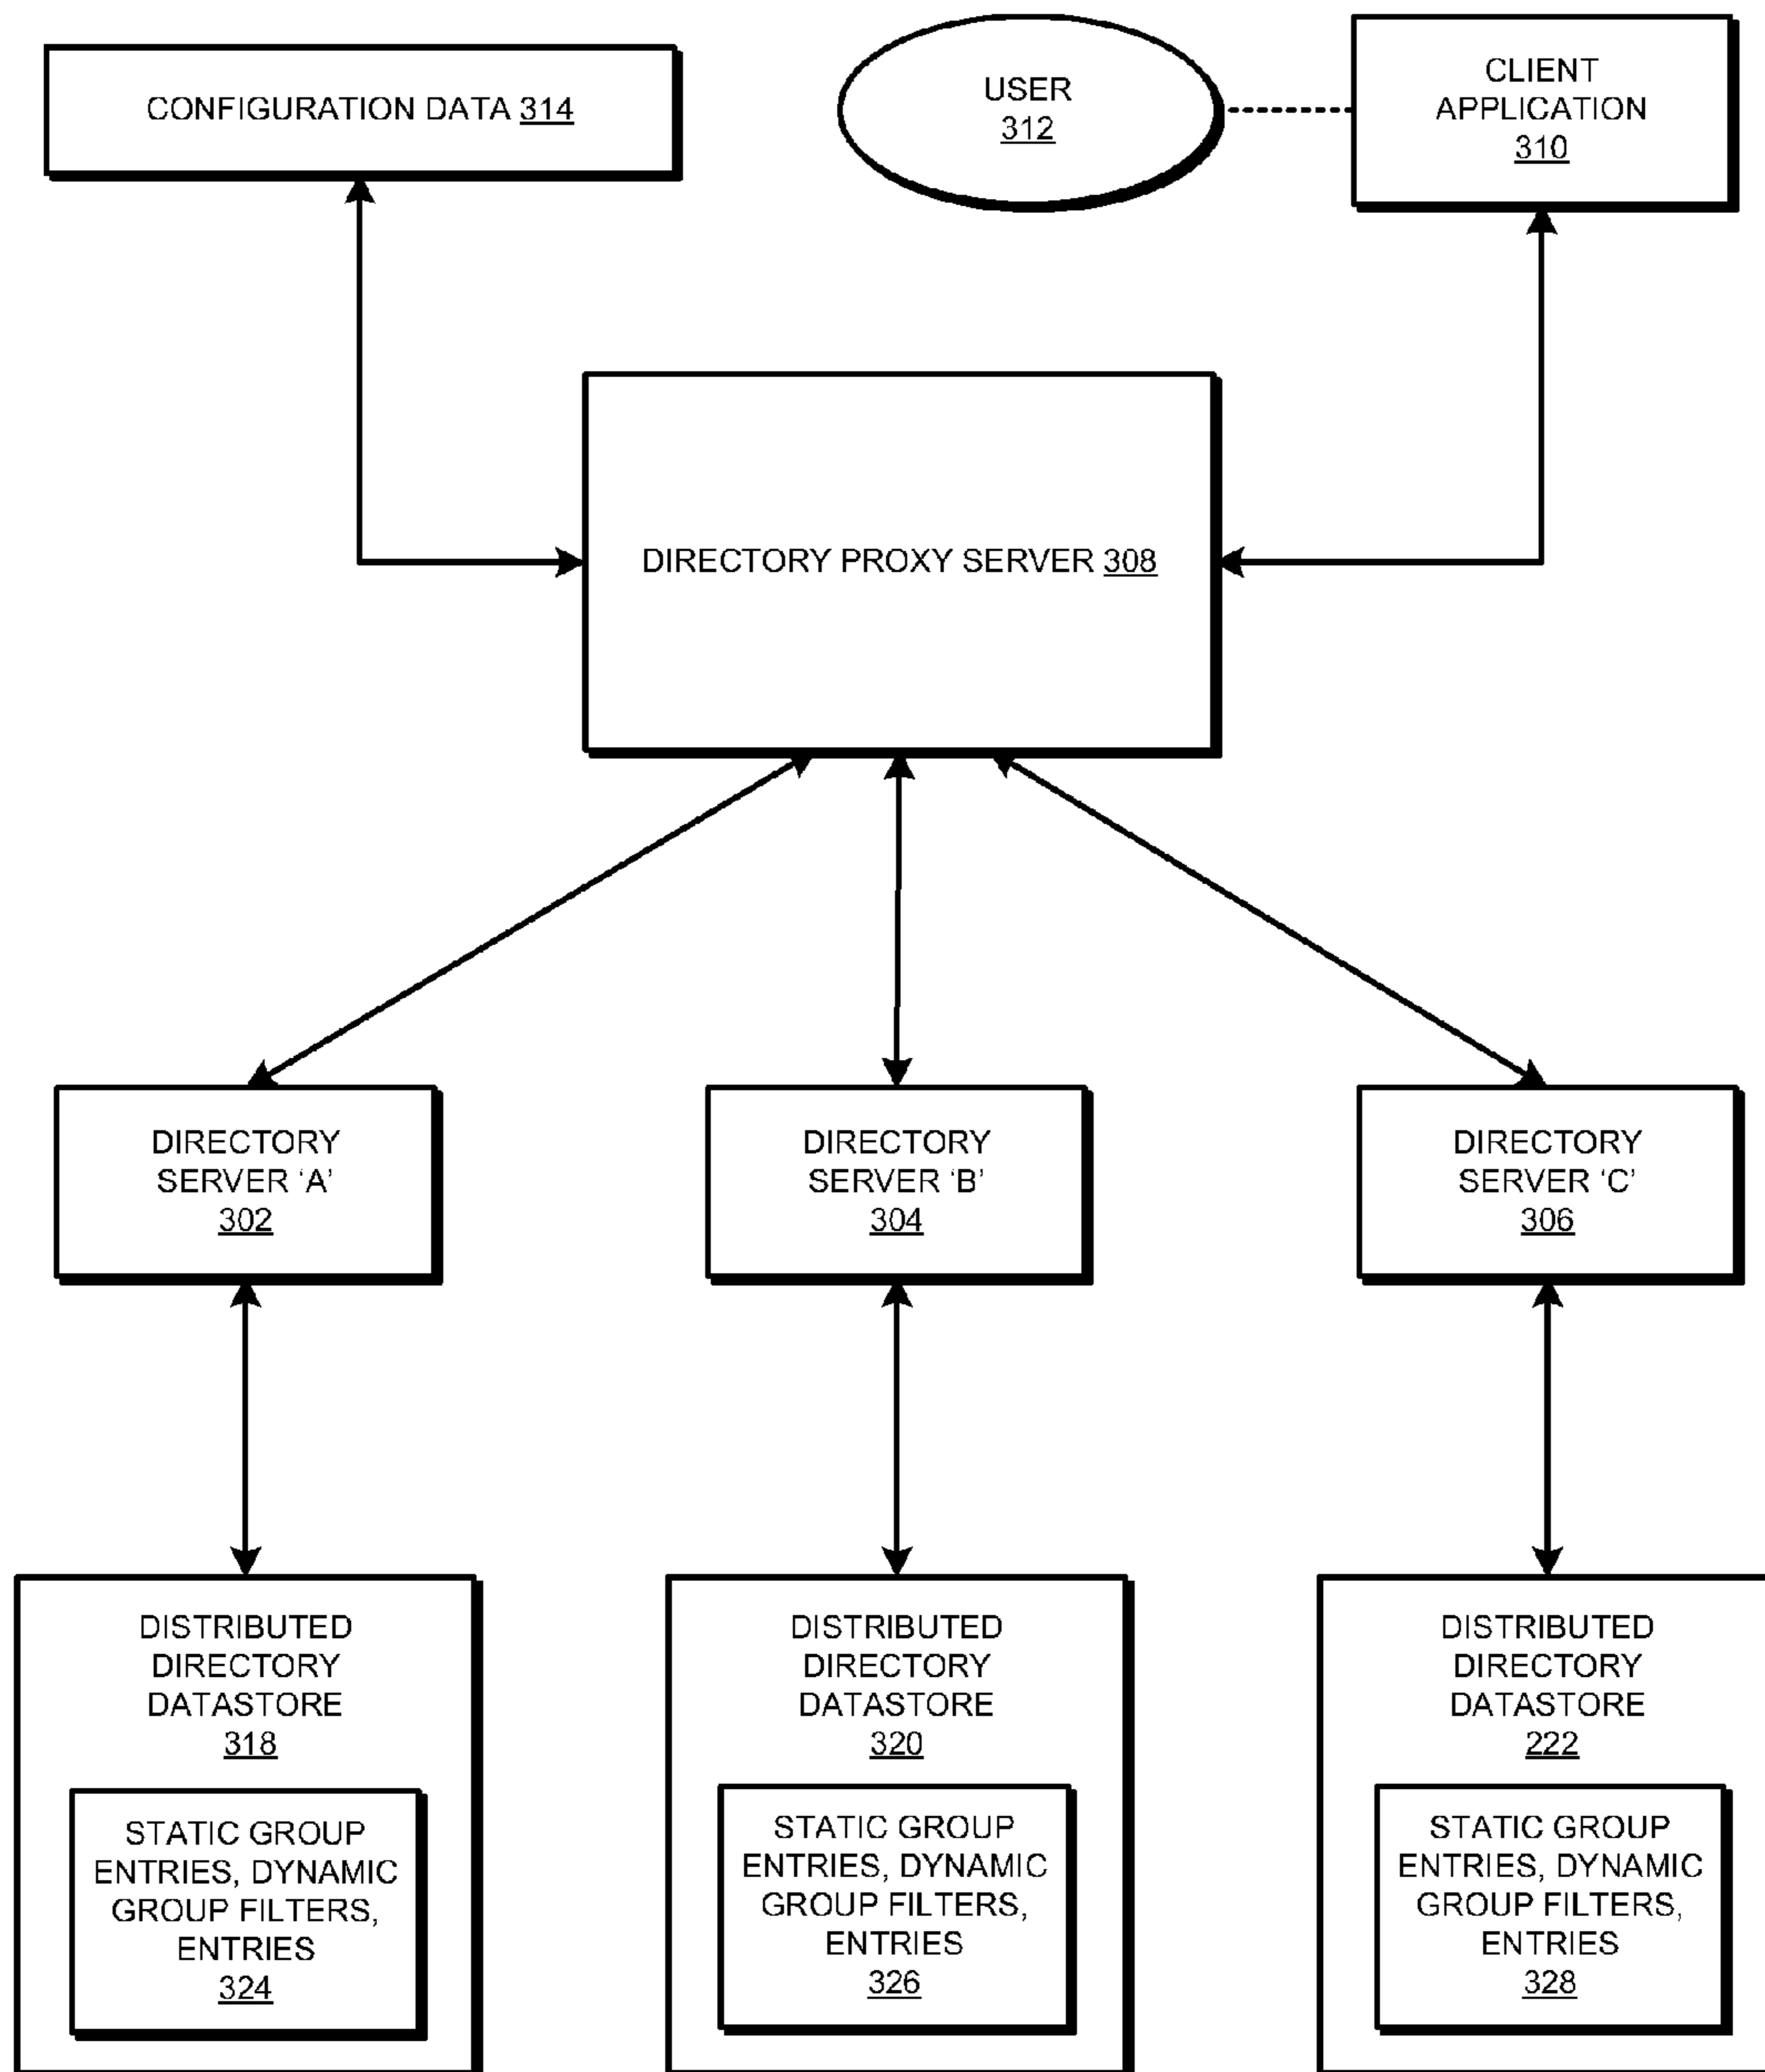 CONFIGURATION DATA 314
USER
312
CLIENT
APPLICATION
310
DIRECTORY PROXY SERVER 308
DIRECTORY
SERVER ‘A’
302
DIRECTORY
SERVER ‘B’
304
DIRECTORY
SERVER ‘C’
306
DISTRIBUTED
DIRECTORY
DATASTORE
318
STATIC GROUP
ENTRIES, DYNAMIC
GROUP FILTERS,
ENTRIES
324
DISTRIBUTED
DIRECTORY
DATASTORE
320
STATIC GROUP
ENTRIES, DYNAMIC
GROUP FILTERS,
ENTRIES
326
DISTRIBUTED
DIRECTORY
DATASTORE
222
STATIC GROUP
ENTRIES, DYNAMIC
GROUP FILTERS,
ENTRIES
328